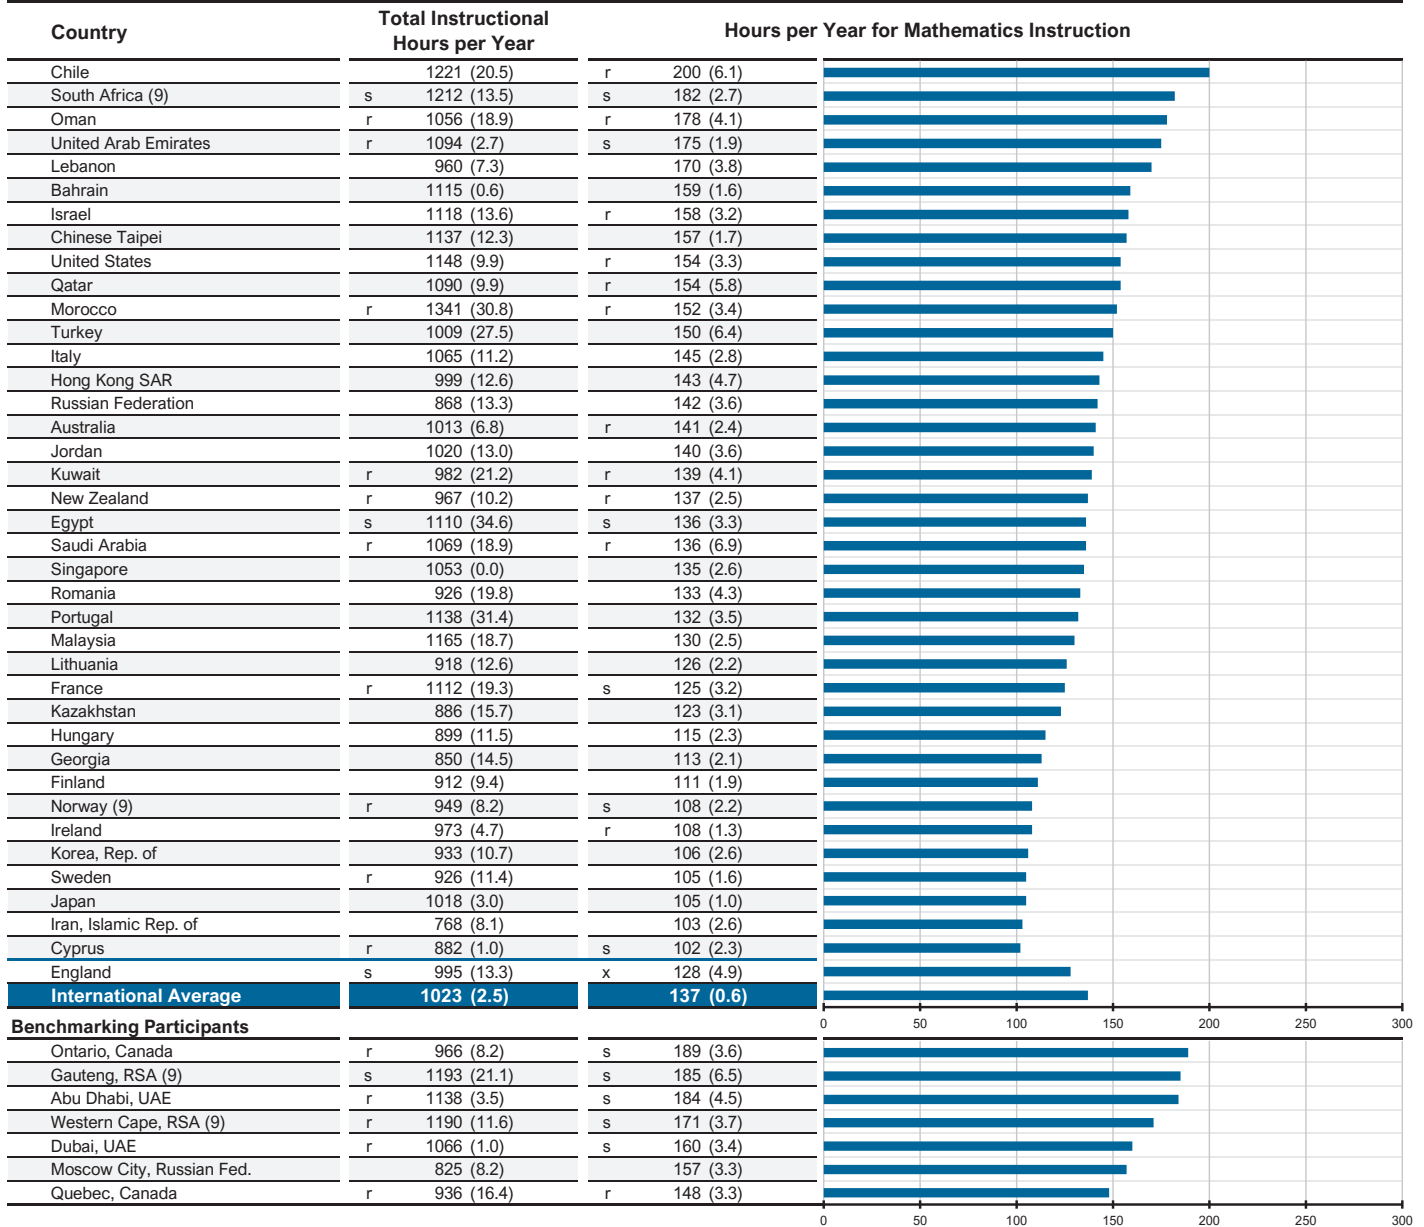 Country Total Instructional Hours per Year Hours per Year for Mathematics Instruction
Chile 1221 (20.5) r 200 (6.1)
South Africa (9) s 1212 (13.5) s 182 (2.7)
Oman r 1056 (18.9) r 178 (4.1)
United Arab Emirates r 1094 (2.7) s 175 (1.9)
Lebanon 960 (7.3) 170 (3.8)
Bahrain 1115 (0.6) 159 (1.6)
Israel 1118 (13.6) r 158 (3.2)
Chinese Taipei 1137 (12.3) 157 (1.7)
United States 1148 (9.9) r 154 (3.3)
Qatar 1090 (9.9) r 154 (5.8)
Morocco r 1341 (30.8) r 152 (3.4)
Turkey 1009 (27.5) 150 (6.4)
Italy 1065 (11.2) 145 (2.8)
Hong Kong SAR 999 (12.6) 143 (4.7)
Russian Federation 868 (13.3) 142 (3.6)
Australia 1013 (6.8) r 141 (2.4)
Jordan 1020 (13.0) 140 (3.6)
Kuwait r 982 (21.2) r 139 (4.1)
New Zealand r 967 (10.2) r 137 (2.5)
Egypt s 1110 (34.6) s 136 (3.3)
Saudi Arabia r 1069 (18.9) r 136 (6.9)
Singapore 1053 (0.0) 135 (2.6)
Romania 926 (19.8) 133 (4.3)
Portugal 1138 (31.4) 132 (3.5)
Malaysia 1165 (18.7) 130 (2.5)
Lithuania 918 (12.6) 126 (2.2)
France r 1112 (19.3) s 125 (3.2)
Kazakhstan 886 (15.7) 123 (3.1)
Hungary 899 (11.5) 115 (2.3)
Georgia 850 (14.5) 113 (2.1)
Finland 912 (9.4) 111 (1.9)
Norway (9) r 949 (8.2) s 108 (2.2)
Ireland 973 (4.7) r 108 (1.3)
Korea, Rep. of 933 (10.7) 106 (2.6)
Sweden r 926 (11.4) 105 (1.6)
Japan 1018 (3.0) 105 (1.0)
Iran, Islamic Rep. of 768 (8.1) 103 (2.6)
Cyprus r 882 (1.0) s 102 (2.3)
England s 995 (13.3) x 128 (4.9)
International Average 1023 (2.5) 137 (0.6)
0 50 100 150 200 250 300
Benchmarking Participants
Ontario, Canada r 966 (8.2) s 189 (3.6)
Gauteng, RSA (9) s 1193 (21.1) s 185 (6.5)
Abu Dhabi, UAE r 1138 (3.5) s 184 (4.5)
Western Cape, RSA (9) r 1190 (11.6) s 171 (3.7)
Dubai, UAE r 1066 (1.0) s 160 (3.4)
Moscow City, Russian Fed. 825 (8.2) 157 (3.3)
Quebec, Canada r 936 (16.4) r 148 (3.3)
0 50 100 150 200 250 300